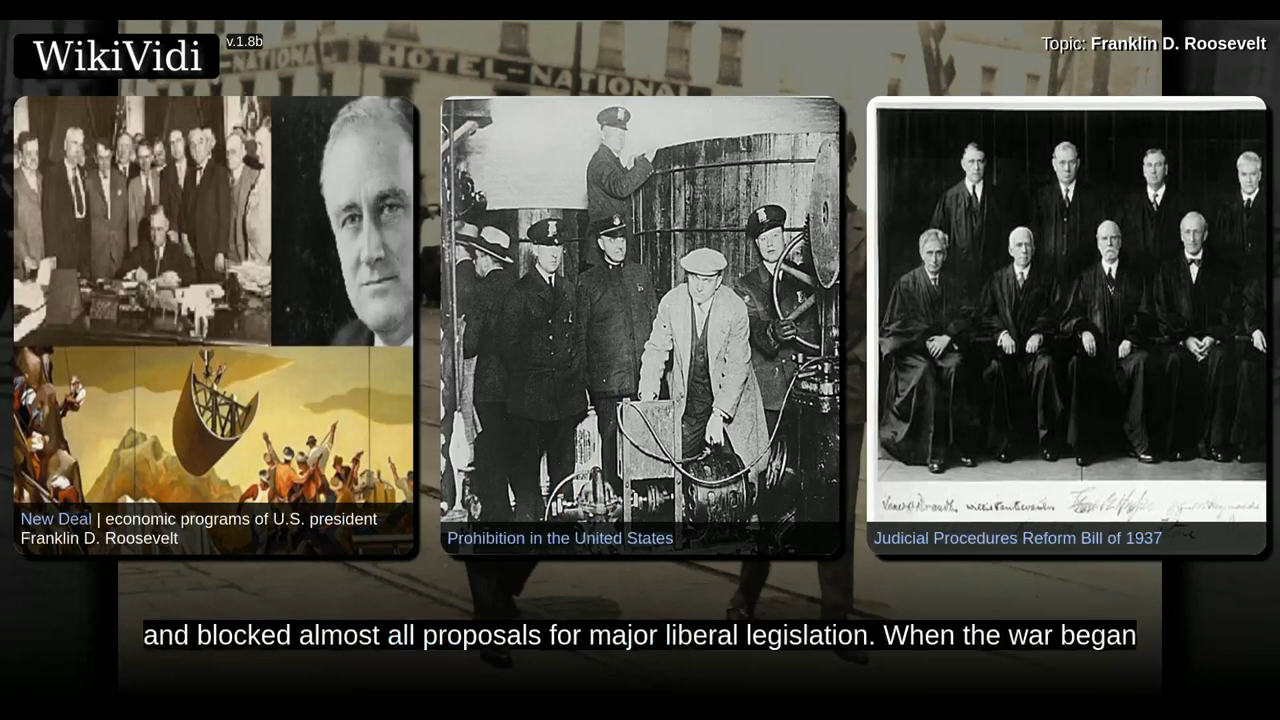 WikiVidi
v.1.8b
Topic: Franklin D. Roosevelt
HOTEL-NATIONAL
New Deal | economic programs of U.S. president
Franklin D. Roosevelt
Prohibition in the United States
Judicial Procedures Reform Bill of 1937
and blocked almost all proposals for major liberal legislation. When the war began